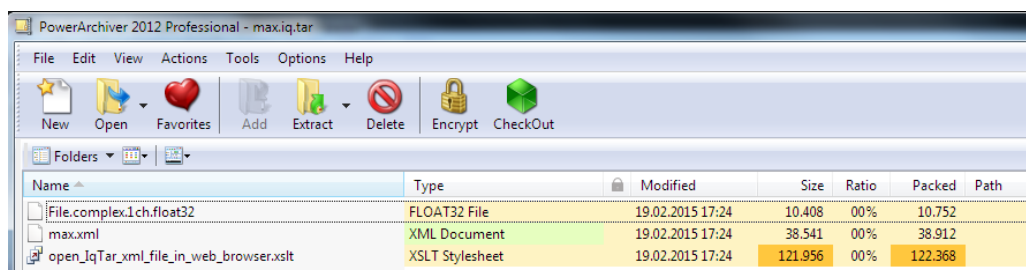 PowerArchiver 2012 Professional - max.iq.tar
File Edit View Actions Tools Options Help
New Open Favorites Add Extract Delete Encrypt CheckOut
Folders
Name Type Modified Size Ratio Packed Path
File.complex.1ch.float32 FLOAT32 File 19.02.2015 17:24 10.408 00% 10.752
max.xml XML Document 19.02.2015 17:24 38.541 00% 38.912
open_IqTar_xml_file_in_web_browser.xslt XSLT Stylesheet 19.02.2015 17:24 121.956 00% 122.368